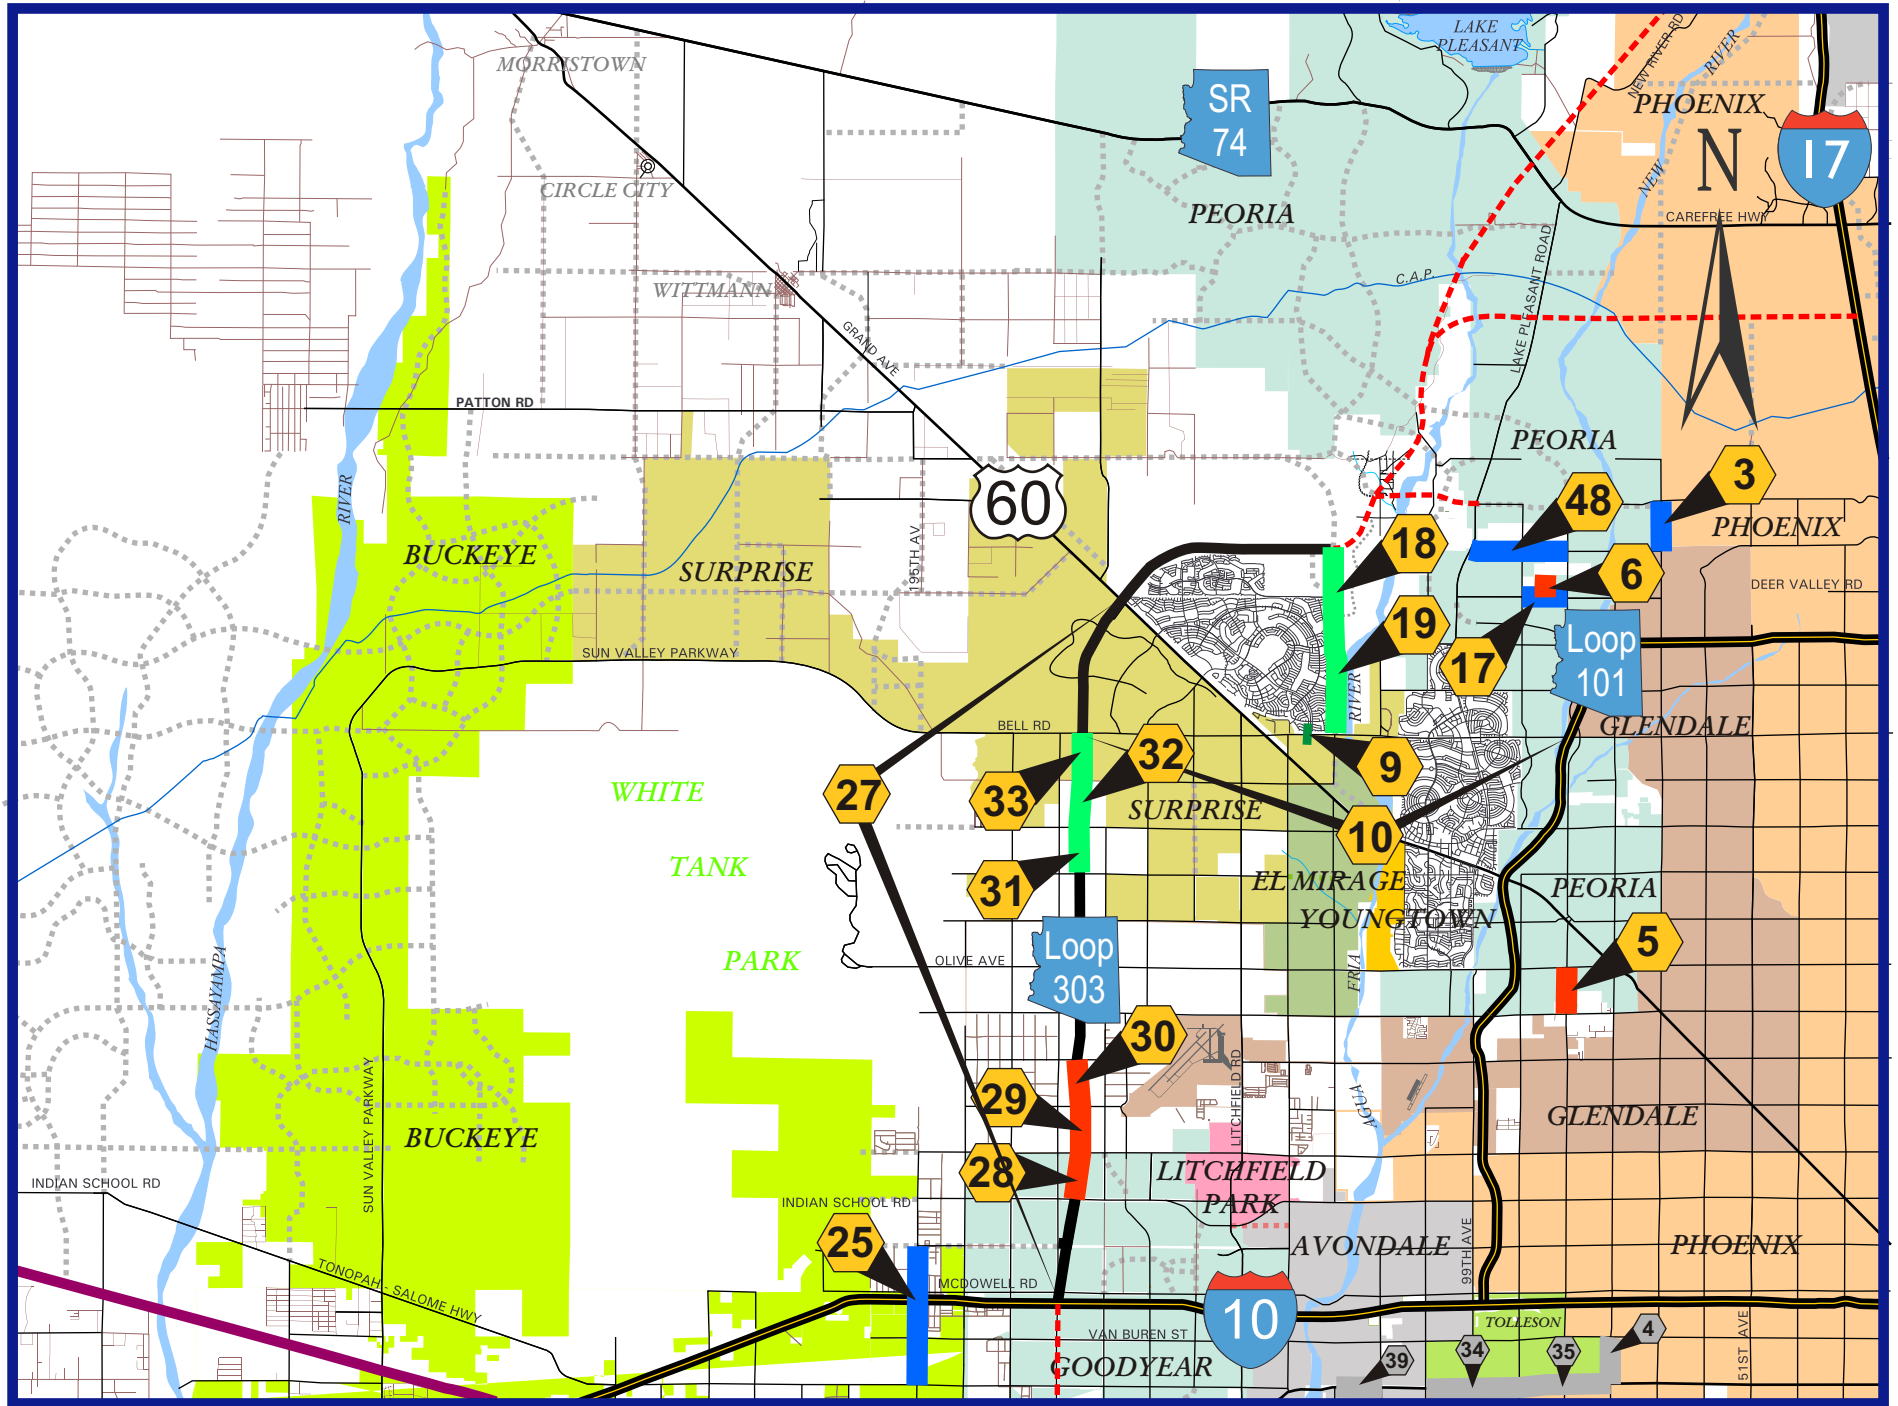 LAKE
PLEASANT
NEW RIVER RD
RIVER
MORRISTOWN
SR
74
PHOENIX
N
17
NEW
CIRCLE CITY
PEORIA
CAREFREE HWY
LAKE PLEASANT ROAD
C.A.P.
WITTMANN
GRAND AVE
PATTON RD
PEORIA
3
48
60
RIVER
PHOENIX
18
195TH AV
BUCKEYE
SURPRISE
6
DEER VALLEY RD
19
Loop
101
17
SUN VALLEY PARKWAY
RIVER
BELL RD
GLENDALE
32
9
27
33
WHITE
SURPRISE
10
TANK
31
EL MIRAGE
PEORIA
YOUNGTOWN
5
PARK
OLIVE AVE
Loop
303
FRIA
HASSAYAMPA
30
LITCHFIELD RD
29
AGUA
GLENDALE
BUCKEYE
SUN VALLEY PARKWAY
28
LITCHFIELD
PARK
INDIAN SCHOOL RD
INDIAN SCHOOL RD
25
AVONDALE
99TH AVE
PHOENIX
TONOPAH - SALOME HWY
MCDOWELL RD
10
TOLLESON
4
VAN BUREN ST
GOODYEAR
39
34
35
51ST AVE